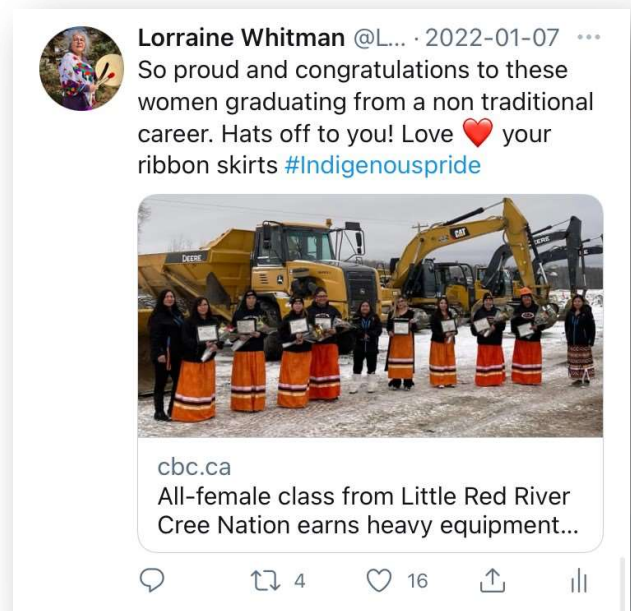 Lorraine Whitman @L... · 2022-01-07
So proud and congratulations to these
women graduating from a non traditional
career. Hats off to you! Love ❤️ your
ribbon skirts #Indigenouspride
DEERE
CAT
DEERE
cbc.ca
All-female class from Little Red River
Cree Nation earns heavy equipment...
4 16